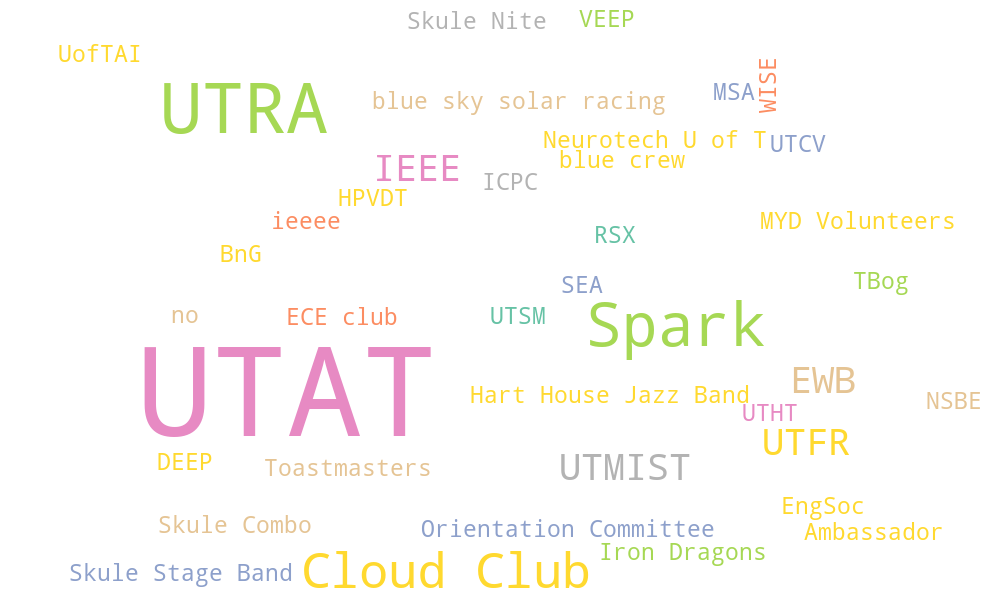 Skule Nite
VEEP
UofTAI
WISE
MSA
UTRA
blue sky solar racing
Neurotech U of T
UTCV
blue crew
IEEE
ICPC
HPVDT
ieeee
MYD Volunteers
RSX
BnG
SEA
TBog
no
ECE club
UTSM
Spark
UTAT
EWB
Hart House Jazz Band
NSBE
UTHT
UTFR
DEEP
Toastmasters
UTMIST
EngSoc
Skule Combo
Orientation Committee
Ambassador
Iron Dragons
Skule Stage Band
Cloud Club